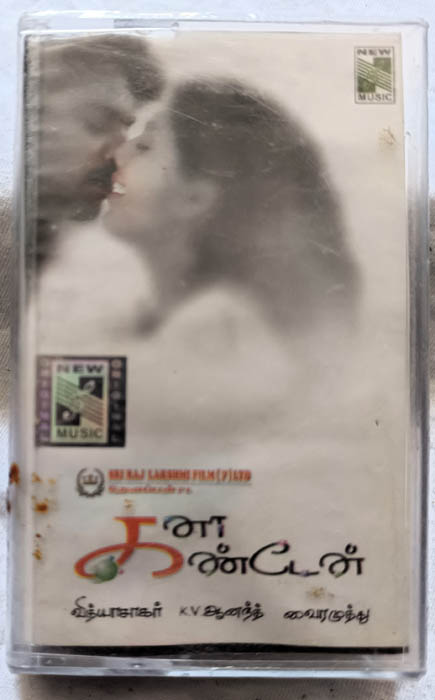 NEW
MUSIC
NEW
MUSIC
SRI RAJ LAKSHMI FILM (P) LTD
கனா
கண்டேன்
வித்யாசாகர் K.V.ஆனந்த் வைரமுத்து